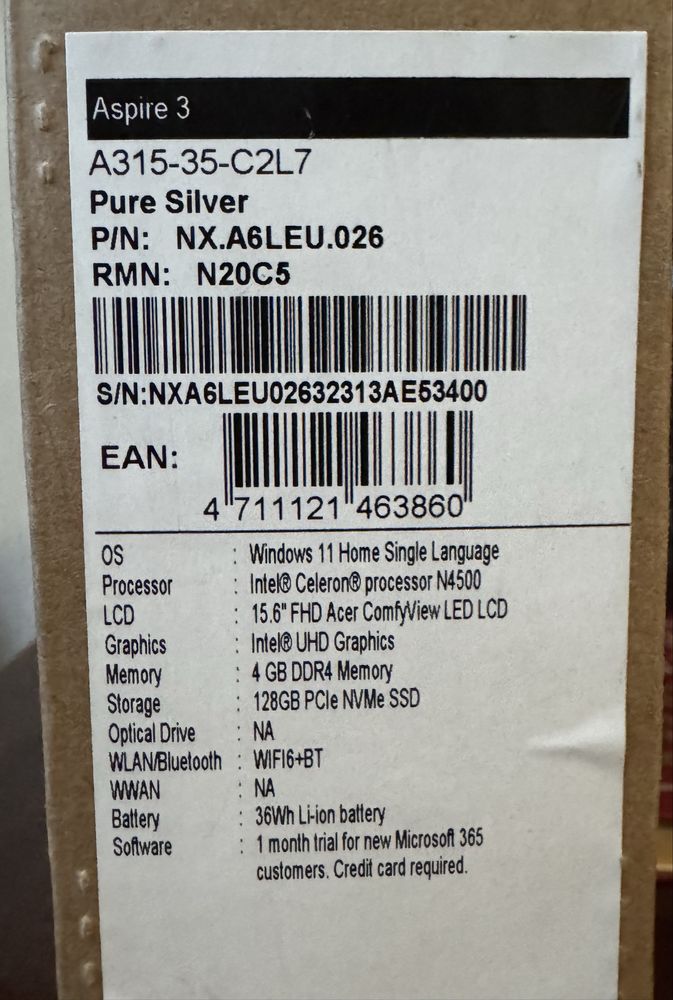 Aspire 3
A315-35-C2L7
Pure Silver
P/N: NX.A6LEU.026
RMN: N20C5
S/N:NXA6LEU02632313AE53400
EAN:
4 711121 463860
OS : Windows 11 Home Single Language
Processor : Intel® Celeron® processor N4500
LCD : 15.6" FHD Acer ComfyView LED LCD
Graphics : Intel® UHD Graphics
Memory : 4 GB DDR4 Memory
Storage : 128GB PCIe NVMe SSD
Optical Drive : NA
WLAN/Bluetooth : WIFI6+BT
WWAN : NA
Battery : 36Wh Li-ion battery
Software : 1 month trial for new Microsoft 365
customers. Credit card required.